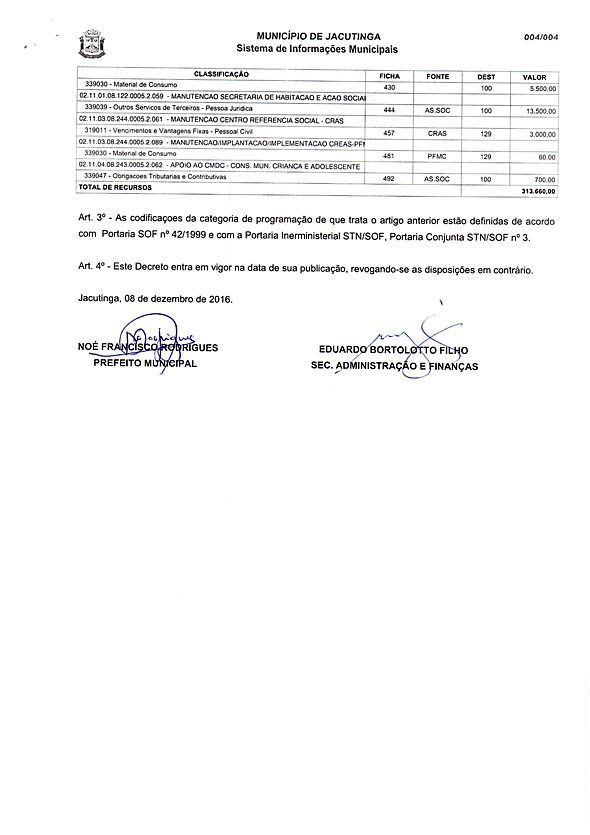 MUNICÍPIO DE JACUTINGA
004/004
Sistema de Informações Municipais
CLASSIFICAÇÃO FICHA FONTE DEST VALOR
339030 - Material de Consumo 430 100 5.500,00
02.11.01.08.122.0005.2.059 - MANUTENCAO SECRETARIA DE HABITACAO E ACAO SOCIAL
339039 - Outros Servicos de Terceiros - Pessoa Juridica 444 AS.SOC 100 13.500,00
02.11.03.08.244.0005.2.061 - MANUTENCAO CENTRO REFERENCIA SOCIAL - CRAS
319011 - Vencimentos e Vantagens Fixas - Pessoal Civil 457 CRAS 129 3.000,00
02.11.03.08.244.0005.2.089 - MANUTENCAO/IMPLANTACAO/IMPLEMENTACAO CREAS-PFM
339030 - Material de Consumo 481 PFMC 129 60,00
02.11.04.08.243.0005.2.062 - APOIO AO CMDC - CONS. MUN. CRIANCA E ADOLESCENTE
339047 - Obrigacoes Tributarias e Contributivas 492 AS.SOC 100 700,00
TOTAL DE RECURSOS 313.660,00
Art. 3º - As codificaçoes da categoria de programação de que trata o artigo anterior estão definidas de acordo
com Portaria SOF nº 42/1999 e com a Portaria Inerministerial STN/SOF, Portaria Conjunta STN/SOF nº 3.
Art. 4º - Este Decreto entra em vigor na data de sua publicação, revogando-se as disposições em contrário.
Jacutinga, 08 de dezembro de 2016.
NOÉ FRANCISCO RODRIGUES
PREFEITO MUNICIPAL
EDUARDO BORTOLOTTO FILHO
SEC. ADMINISTRAÇÃO E FINANÇAS